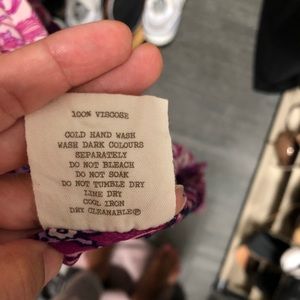 100% VISCOSE
COLD HAND WASH
WASH DARK COLOURS
SEPARATELY
DO NOT BLEACH
DO NOT SOAK
DO NOT TUMBLE DRY
LINE DRY
COOL IRON
DRY CLEANABLEⓅ